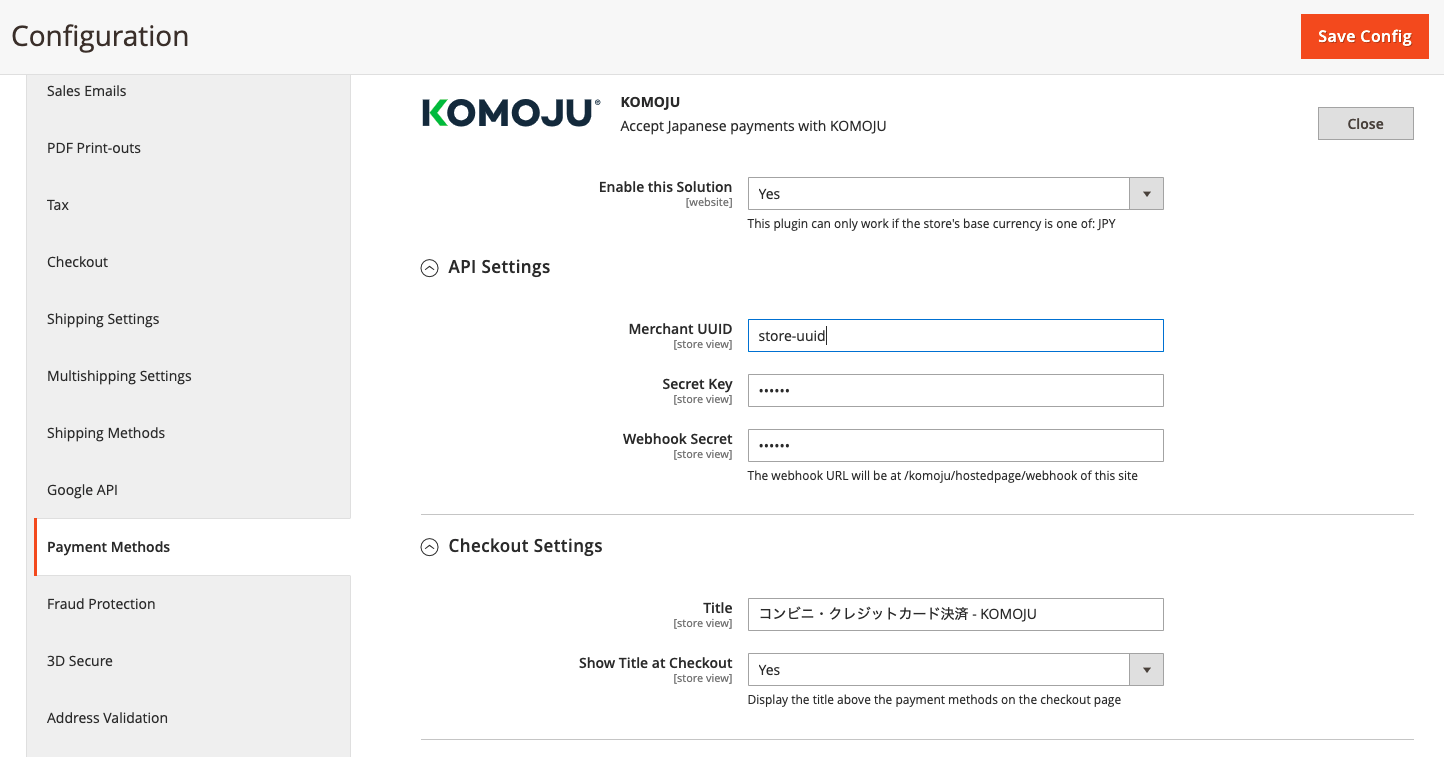 Configuration
Save Config
Sales Emails
PDF Print-outs
Tax
Checkout
Shipping Settings
Multishipping Settings
Shipping Methods
Google API
Payment Methods
Fraud Protection
3D Secure
Address Validation
KOMOJU®
KOMOJU
Accept Japanese payments with KOMOJU
Close
Enable this Solution
[website]
Yes
This plugin can only work if the store's base currency is one of: JPY
API Settings
Merchant UUID
[store view]
store-uuid
Secret Key
[store view]
••••••
Webhook Secret
[store view]
••••••
The webhook URL will be at /komoju/hostedpage/webhook of this site
Checkout Settings
Title
[store view]
コンビニ・クレジットカード決済 - KOMOJU
Show Title at Checkout
[store view]
Yes
Display the title above the payment methods on the checkout page